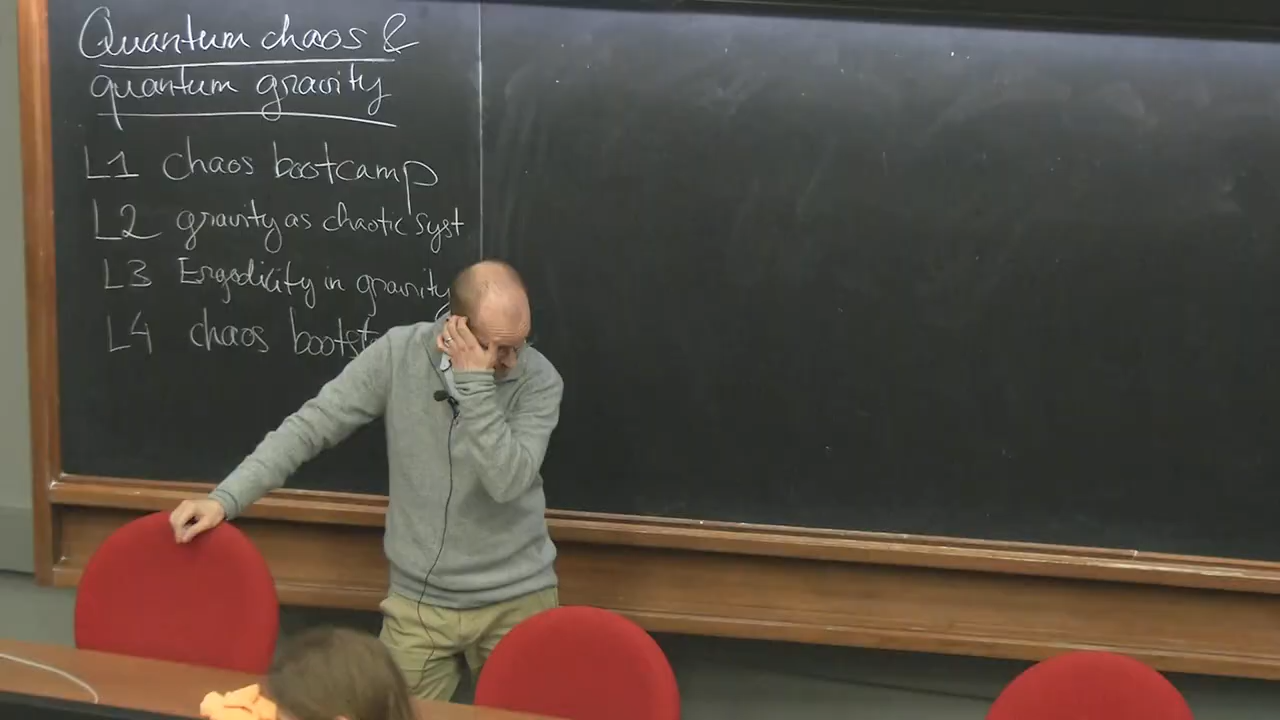 Quantum chaos &
quantum gravity
L1 chaos bootcamp
L2 gravity as chaotic syst
L3 Ergodicity in gravity
L4 chaos